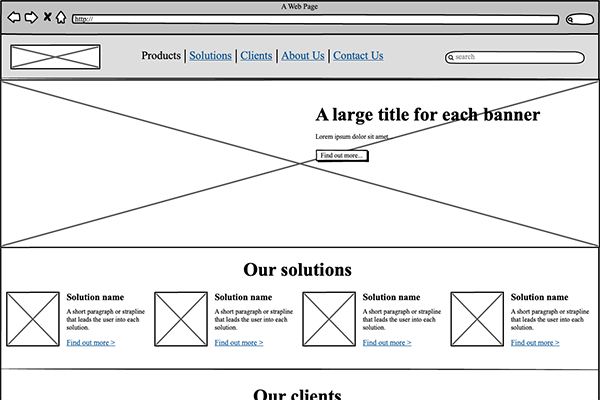 A Web Page
http://
Products | Solutions | Clients | About Us | Contact Us
search
A large title for each banner
Lorem ipsum dolor sit amet..
Find out more...
Our solutions
Solution name
A short paragraph or strapline
that leads the user into each
solution.
Find out more >
Solution name
A short paragraph or strapline
that leads the user into each
solution.
Find out more >
Solution name
A short paragraph or strapline
that leads the user into each
solution.
Find out more >
Solution name
A short paragraph or strapline
that leads the user into each
solution.
Find out more >
Our clients